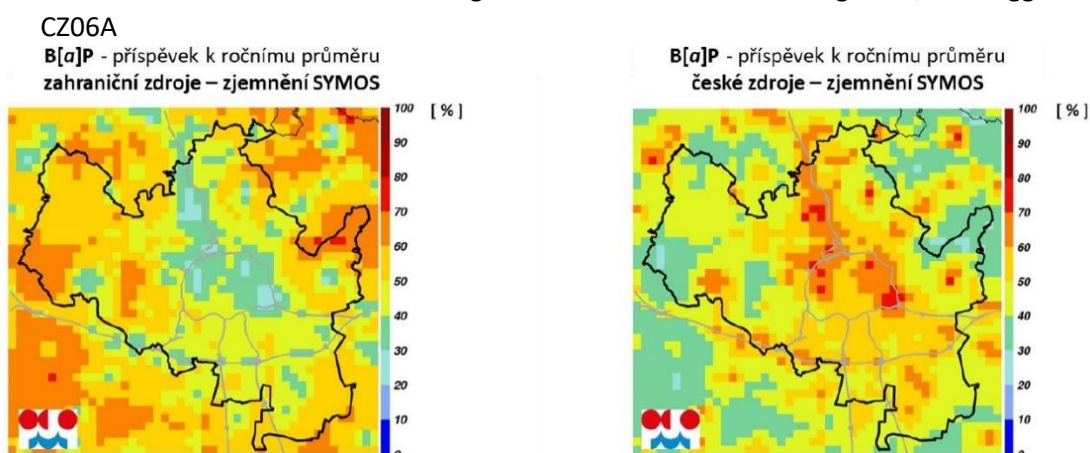 CZ06A
B[a]P - příspěvek k ročnímu průměru
zahraniční zdroje – zjemnění SYMOS
100 [ % ]
90
80
70
60
50
40
30
20
10
B[a]P - příspěvek k ročnímu průměru
české zdroje – zjemnění SYMOS
100 [ % ]
90
80
70
60
50
40
30
20
10